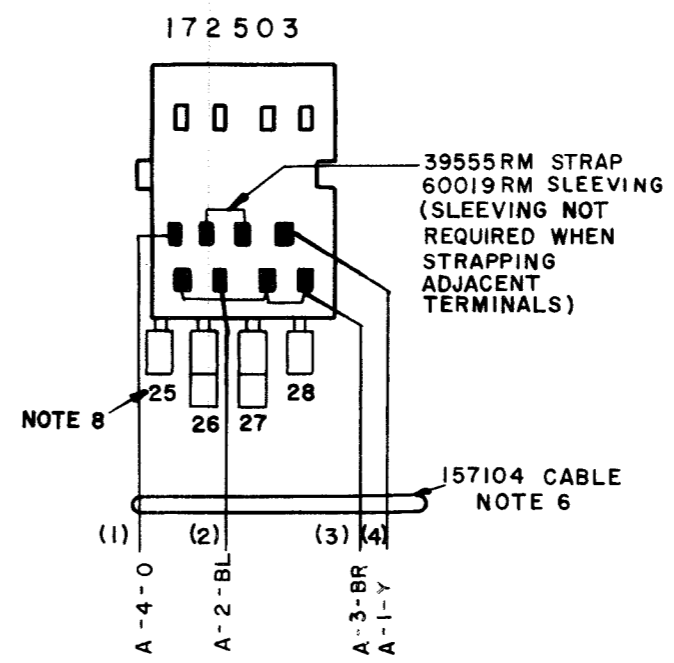 172503
39555RM STRAP
60019RM SLEEVING
(SLEEVING NOT
REQUIRED WHEN
STRAPPING
ADJACENT
TERMINALS)
25
28
26
27
NOTE 8
157104 CABLE
NOTE 6
(1)
(2)
(3)
(4)
A-4-O
A-2-BL
A-3-BR
A-1-Y